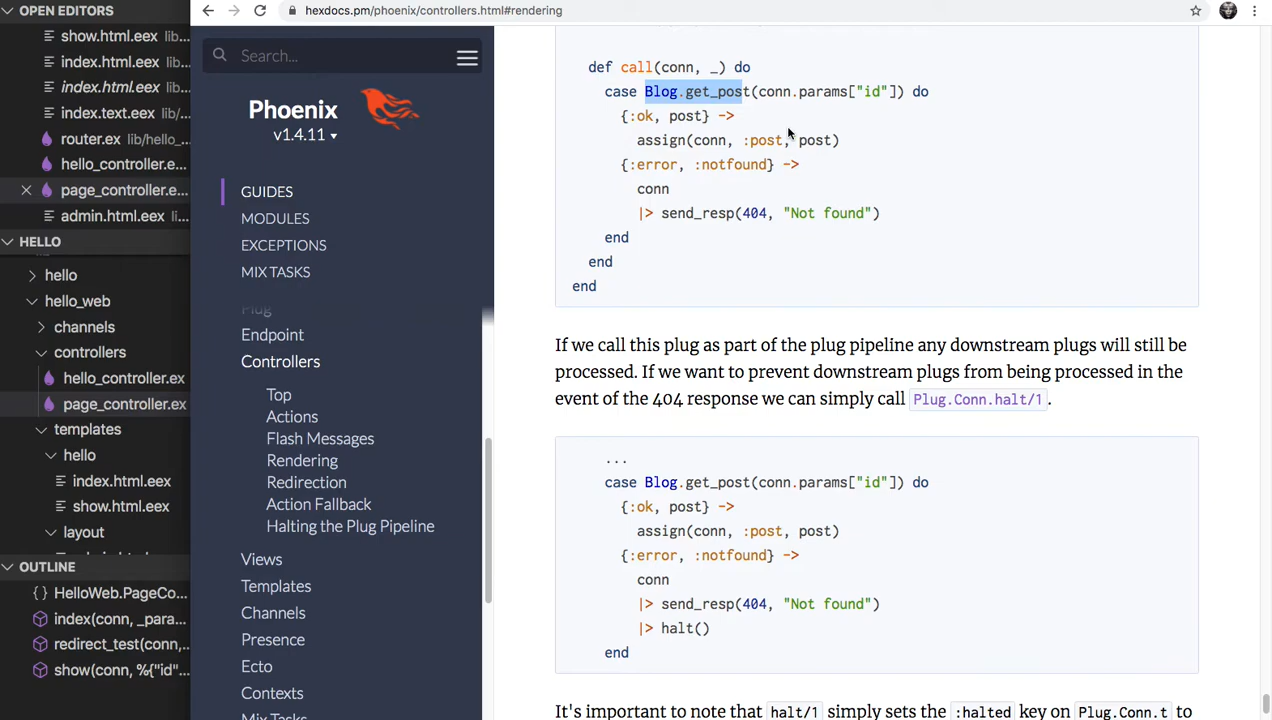 OPEN EDITORS
show.html.eex lib...
index.html.eex lib...
index.html.eex lib...
index.text.eex lib...
router.ex lib/hello_...
hello_controller.e...
page_controller.e...
admin.html.eex li...
HELLO
hello
hello_web
channels
controllers
hello_controller.ex
page_controller.ex
templates
hello
index.html.eex
show.html.eex
layout
OUTLINE
HelloWeb.PageCo...
index(conn, _para...
redirect_test(conn,...
show(conn, %{"id"...
hexdocs.pm/phoenix/controllers.html#rendering
Search...
Phoenix
v1.4.11
GUIDES
MODULES
EXCEPTIONS
MIX TASKS
Plug
Endpoint
Controllers
Top
Actions
Flash Messages
Rendering
Redirection
Action Fallback
Halting the Plug Pipeline
Views
Templates
Channels
Presence
Ecto
Contexts
Mix Tasks
def call(conn, _) do
case Blog.get_post(conn.params["id"]) do
{:ok, post} ->
assign(conn, :post, post)
{:error, :notfound} ->
conn
|> send_resp(404, "Not found")
end
end
end
If we call this plug as part of the plug pipeline any downstream plugs will still be
processed. If we want to prevent downstream plugs from being processed in the
event of the 404 response we can simply call Plug.Conn.halt/1.
...
case Blog.get_post(conn.params["id"]) do
{:ok, post} ->
assign(conn, :post, post)
{:error, :notfound} ->
conn
|> send_resp(404, "Not found")
|> halt()
end
It's important to note that halt/1 simply sets the :halted key on Plug.Conn.t to